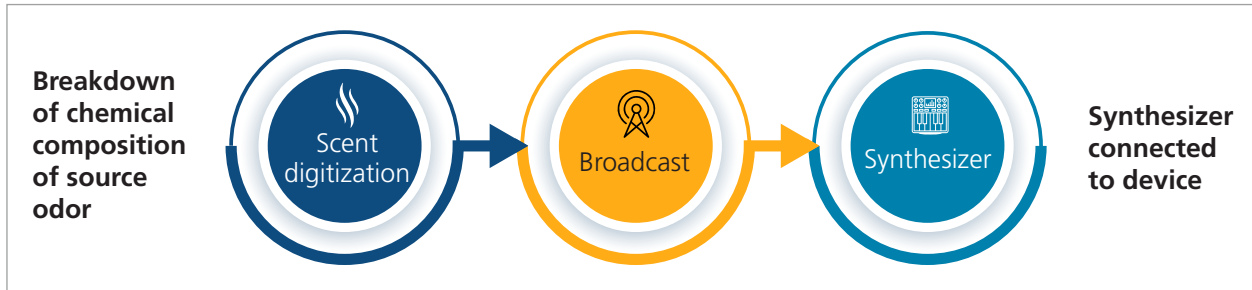 Breakdown
of chemical
composition
of source
odor
Scent
digitization
Broadcast
Synthesizer
Synthesizer
connected
to device